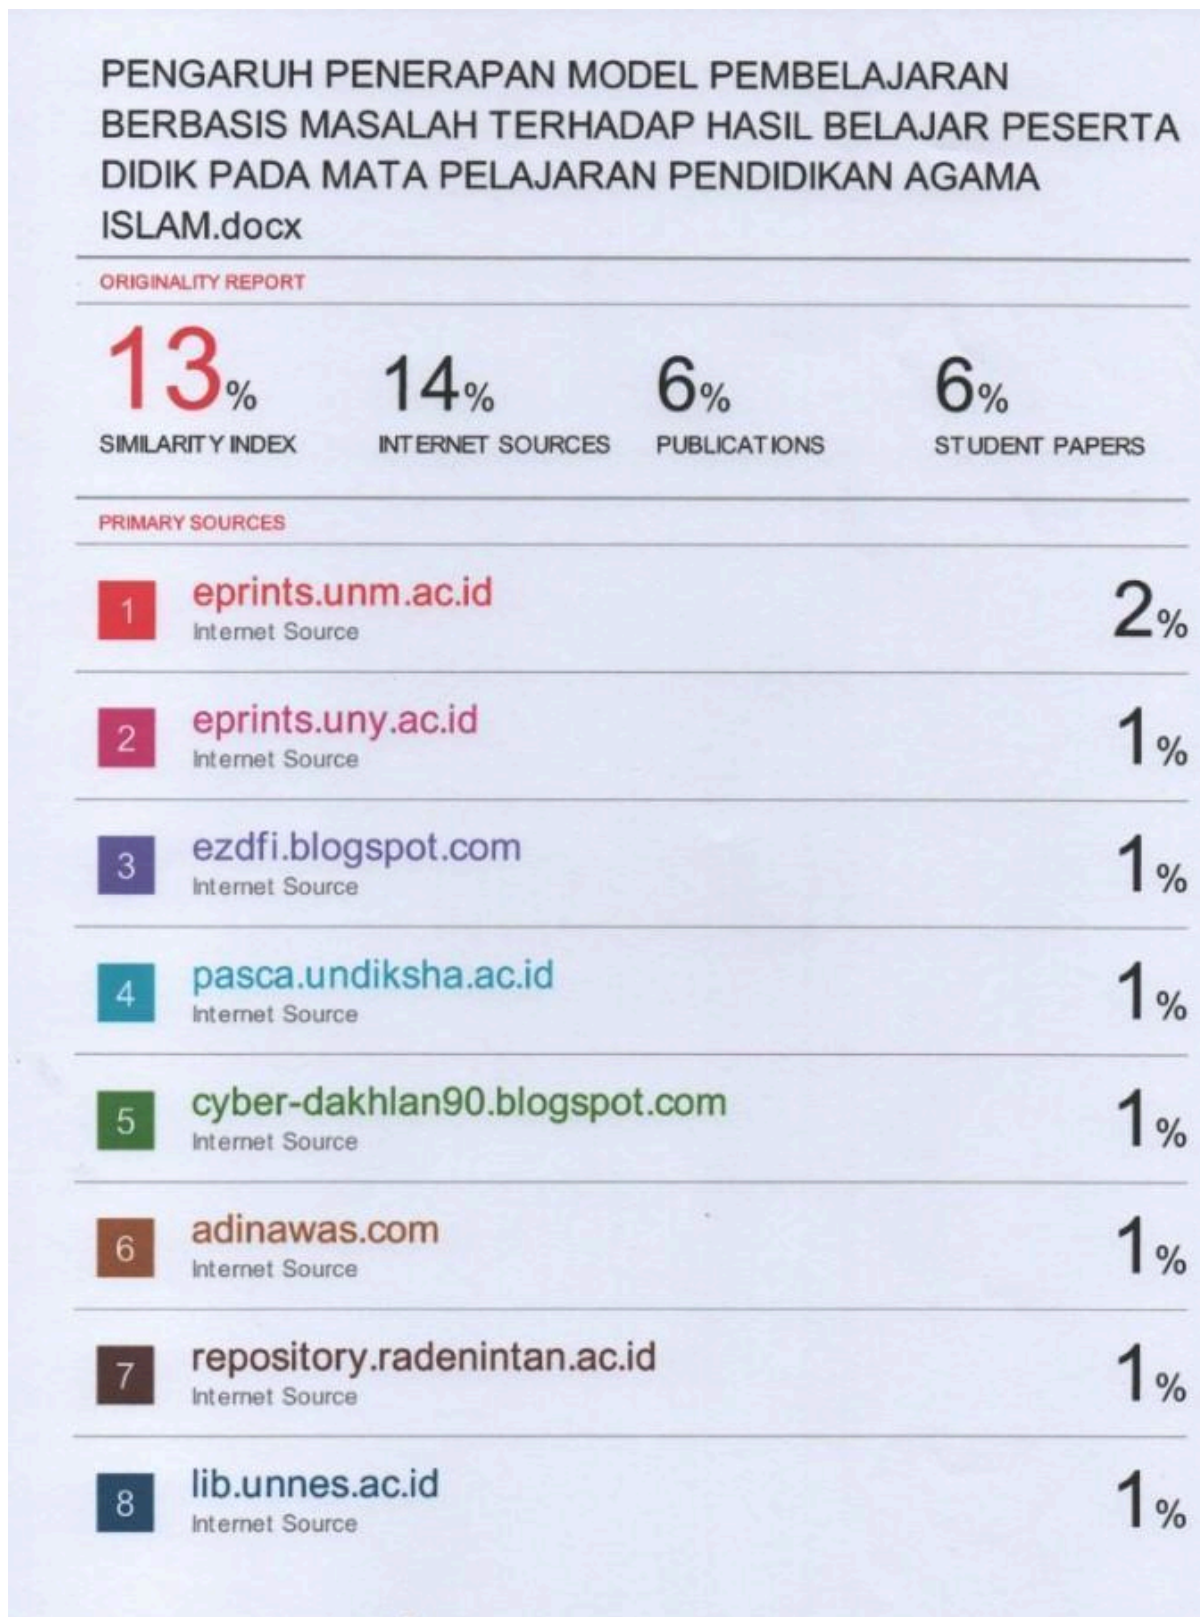 PENGARUH PENERAPAN MODEL PEMBELAJARAN
BERBASIS MASALAH TERHADAP HASIL BELAJAR PESERTA
DIDIK PADA MATA PELAJARAN PENDIDIKAN AGAMA
ISLAM.docx
ORIGINALITY REPORT
13% 14% 6% 6%
SIMILARITY INDEX INTERNET SOURCES PUBLICATIONS STUDENT PAPERS
PRIMARY SOURCES
1 eprints.unm.ac.id 2%
Internet Source
2 eprints.uny.ac.id 1%
Internet Source
3 ezdfi.blogspot.com 1%
Internet Source
4 pasca.undiksha.ac.id 1%
Internet Source
5 cyber-dakhlan90.blogspot.com 1%
Internet Source
6 adinawas.com 1%
Internet Source
7 repository.radenintan.ac.id 1%
Internet Source
8 lib.unnes.ac.id 1%
Internet Source